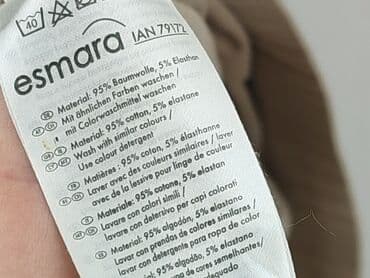 40
esmara IAN 79172
Material: 95% Baumwolle, 5% Elasthan
Mit ähnlichen Farben waschen /
mit Colorwaschmittel waschen
Material: 95% cotton, 5% elastane
Wash with similar colours /
Use colour detergent
Matières : 95% coton, 5% élasthanne
Laver avec des couleurs similaires / laver
avec de la lessive pour linge de couleur
Materiale: 95% cotone, 5% elastan
Lavare con colori simili /
lavare con detersivo per capi colorati
Material: 95% algodón, 5% elastano
Lavar con prendas de colores similares /
lavar con detergente para ropa de color
95% algodão, 5% elastano
cores semelhantes/